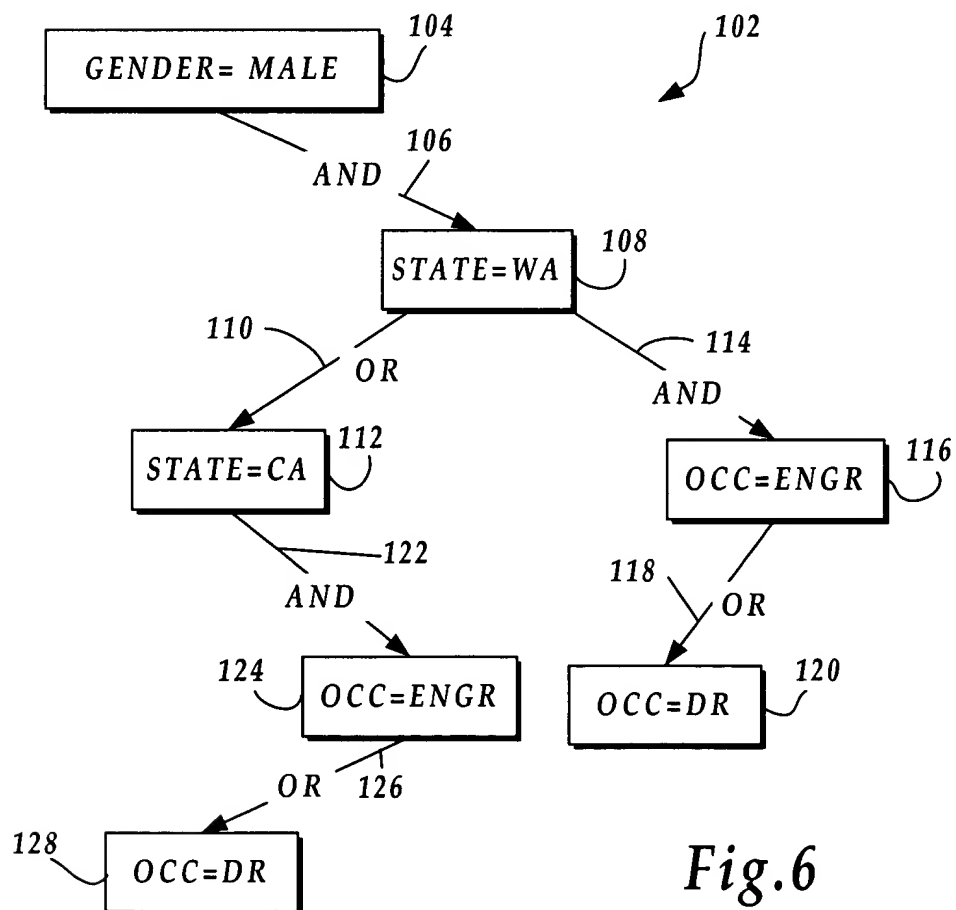 104
102
GENDER= MALE
106
AND
108
STATE=WA
110
114
OR
AND
112
116
STATE=CA
OCC=ENGR
122
118
AND
OR
124
120
OCC=ENGR
OCC=DR
126
OR
128
OCC=DR
Fig.6